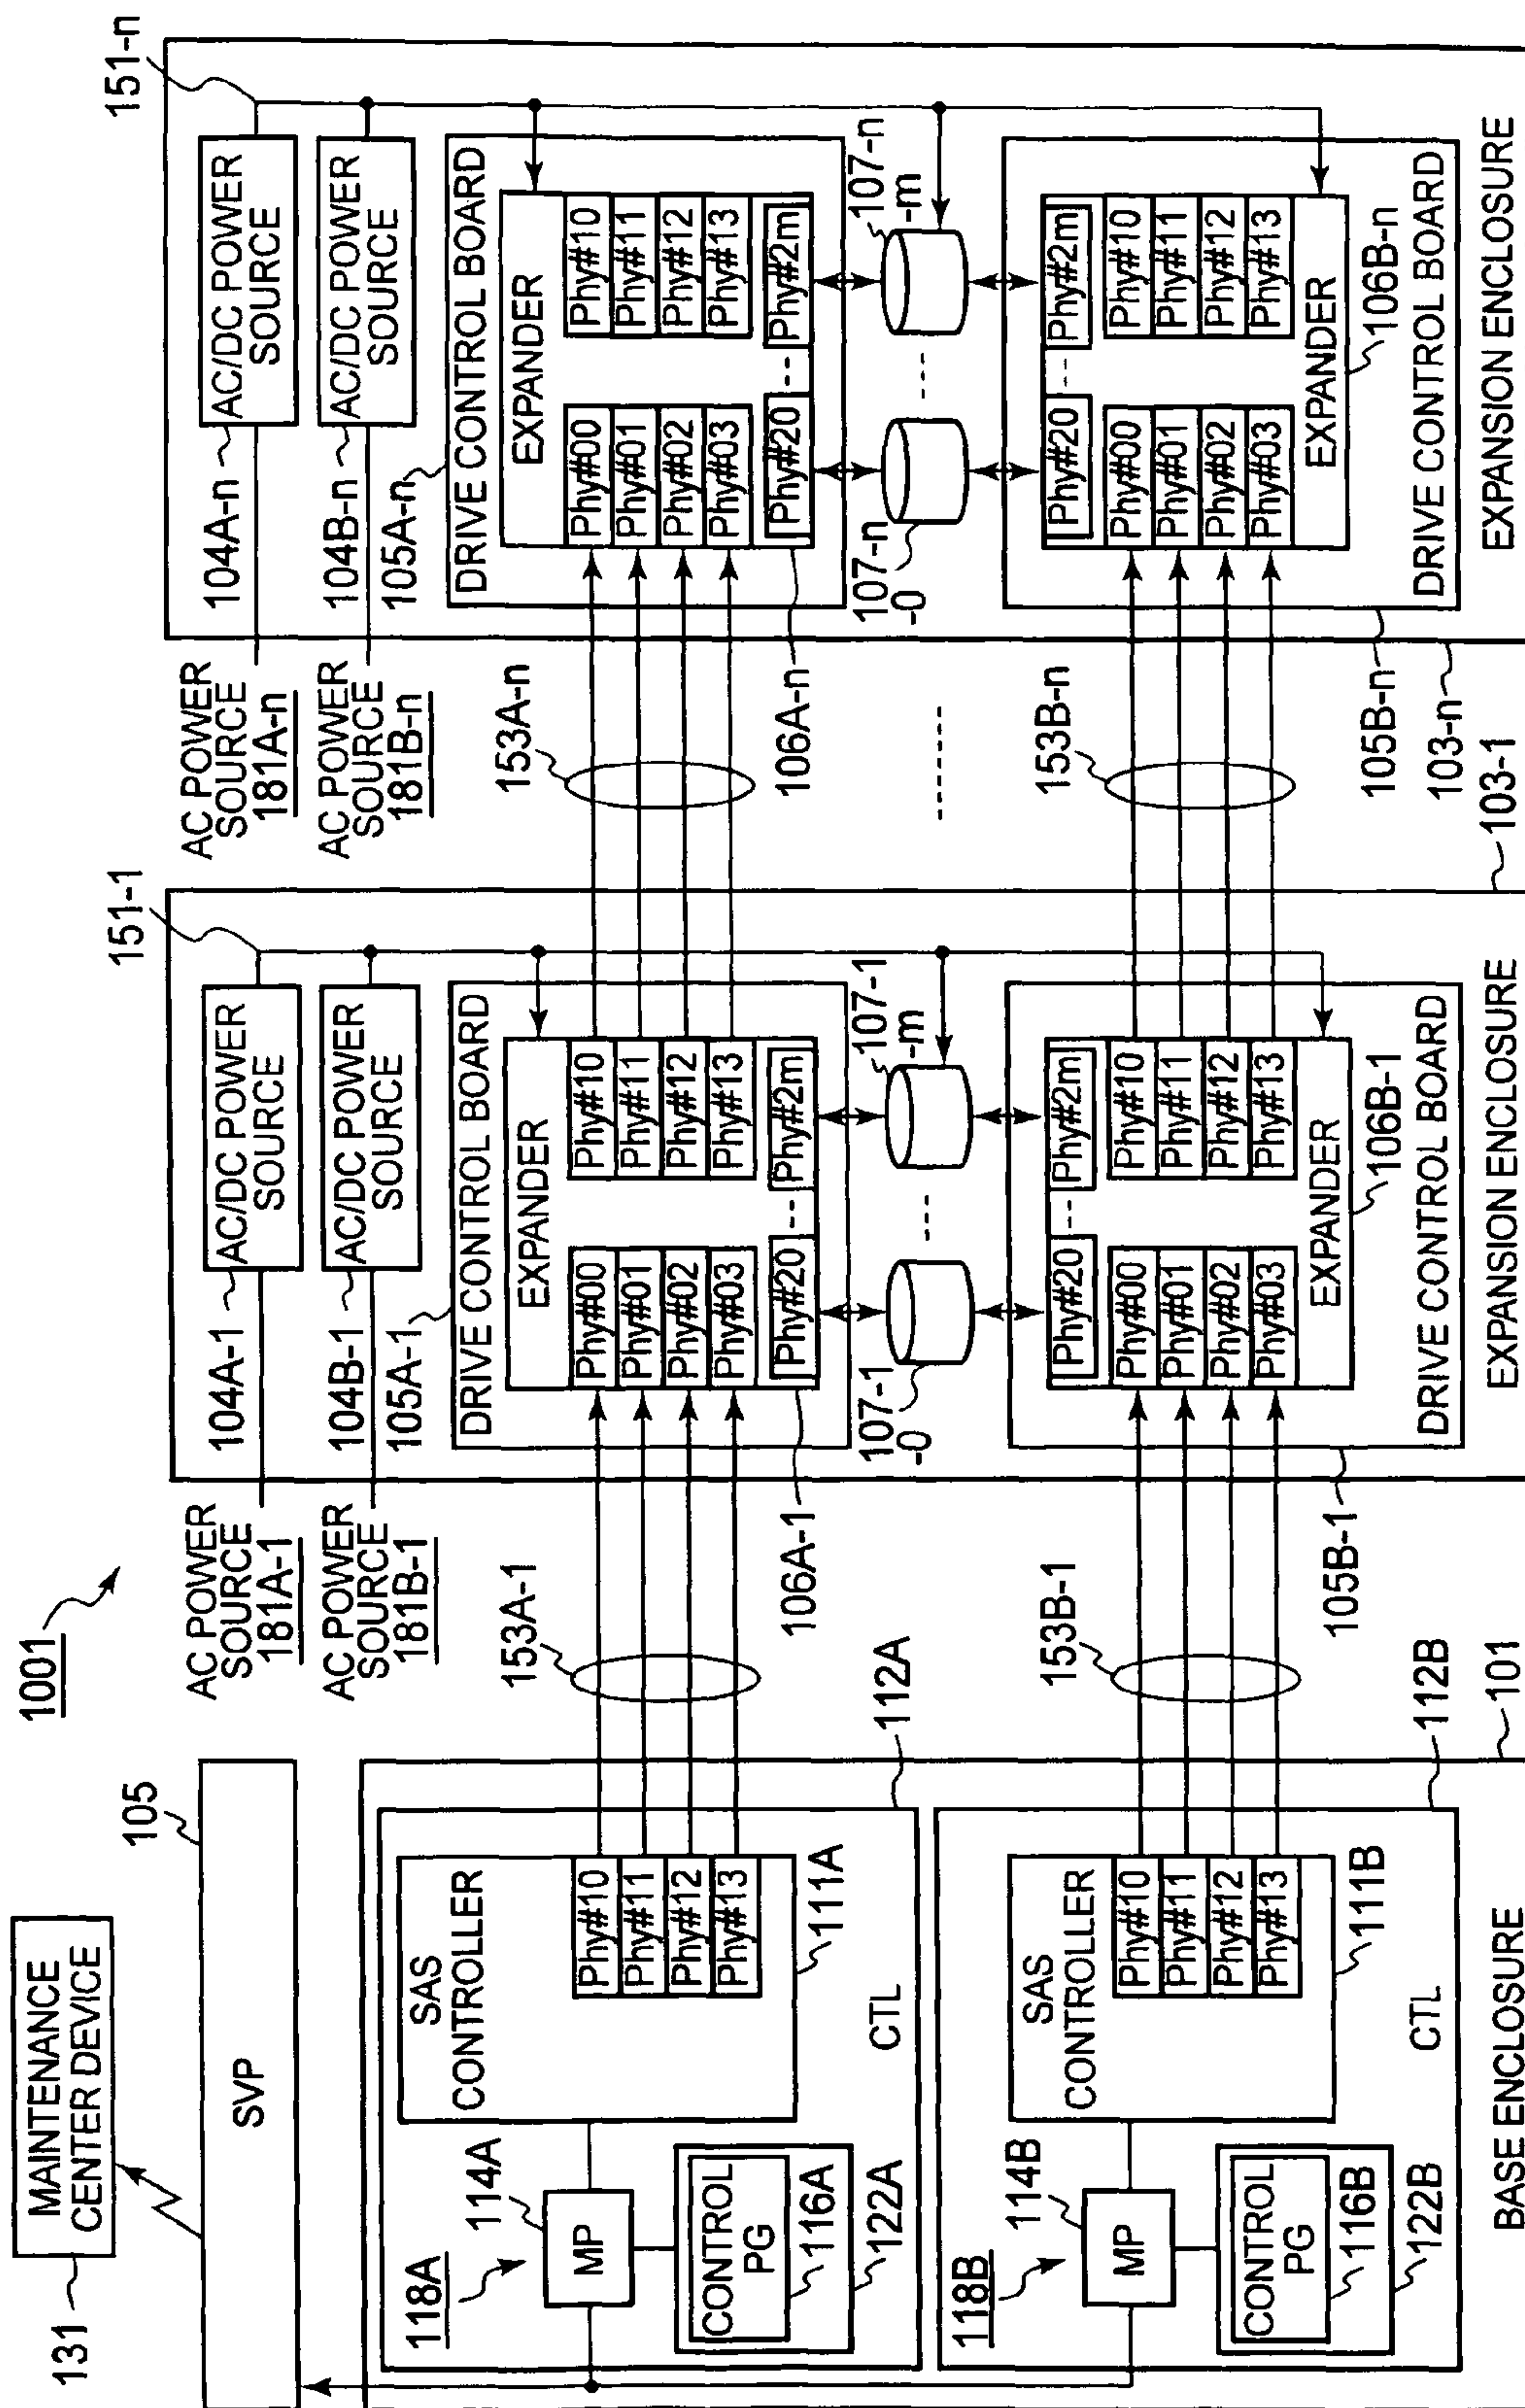 1001
131
MAINTENANCE
CENTER DEVICE
105
SVP
118A
114A
MP
CONTROL
PG
116A
122A
SAS
CONTROLLER
Phy#10
Phy#11
Phy#12
Phy#13
111A
CTL
112A
118B
114B
MP
CONTROL
PG
116B
122B
SAS
CONTROLLER
Phy#10
Phy#11
Phy#12
Phy#13
111B
CTL
112B
BASE ENCLOSURE
101
153A-1
153B-1
AC POWER
SOURCE
181A-1
AC POWER
SOURCE
181B-1
151-1
104A-1
AC/DC POWER
SOURCE
104B-1
AC/DC POWER
SOURCE
105A-1
DRIVE CONTROL BOARD
EXPANDER
Phy#00
Phy#01
Phy#02
Phy#03
Phy#10
Phy#11
Phy#12
Phy#13
Phy#20
--
Phy#2m
106A-1
107-1
-0
---
107-1
-m
Phy#20
--
Phy#2m
Phy#00
Phy#01
Phy#02
Phy#03
Phy#10
Phy#11
Phy#12
Phy#13
EXPANDER
106B-1
DRIVE CONTROL BOARD
105B-1
EXPANSION ENCLOSURE
103-1
153A-n
153B-n
------
AC POWER
SOURCE
181A-n
AC POWER
SOURCE
181B-n
151-n
104A-n
AC/DC POWER
SOURCE
104B-n
AC/DC POWER
SOURCE
105A-n
DRIVE CONTROL BOARD
EXPANDER
Phy#00
Phy#01
Phy#02
Phy#03
Phy#10
Phy#11
Phy#12
Phy#13
Phy#20
--
Phy#2m
106A-n
107-n
-0
---
107-n
-m
Phy#20
--
Phy#2m
Phy#00
Phy#01
Phy#02
Phy#03
Phy#10
Phy#11
Phy#12
Phy#13
EXPANDER
106B-n
DRIVE CONTROL BOARD
105B-n
EXPANSION ENCLOSURE
103-n